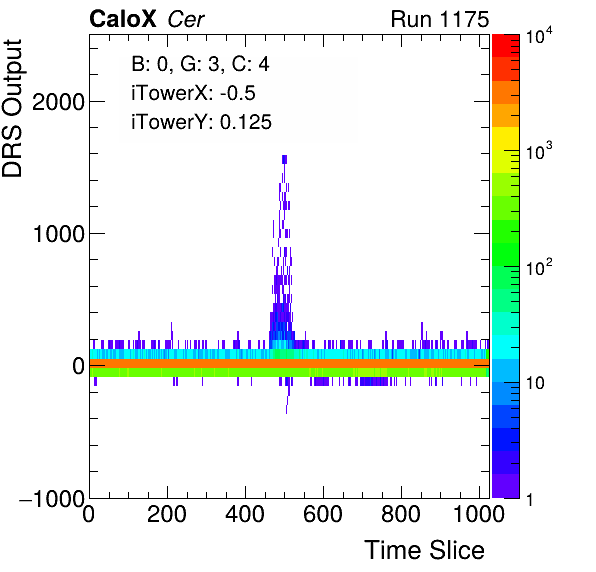 CaloX Cer Run 1175
B: 0, G: 3, C: 4
iTowerX: -0.5
iTowerY: 0.125
DRS Output
2000
1000
0
−1000
0 200 400 600 800 1000
Time Slice
10^4
10^3
10^2
10
1